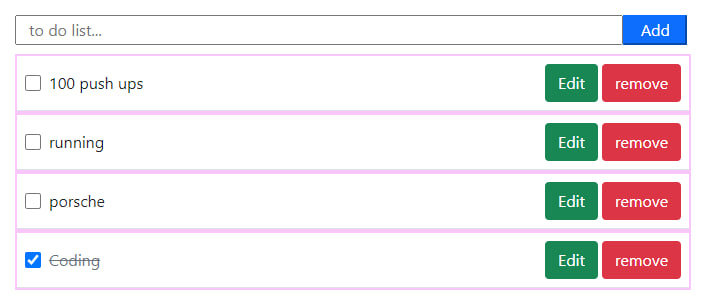 to do list... Add
100 push ups Edit remove
running Edit remove
porsche Edit remove
Coding Edit remove